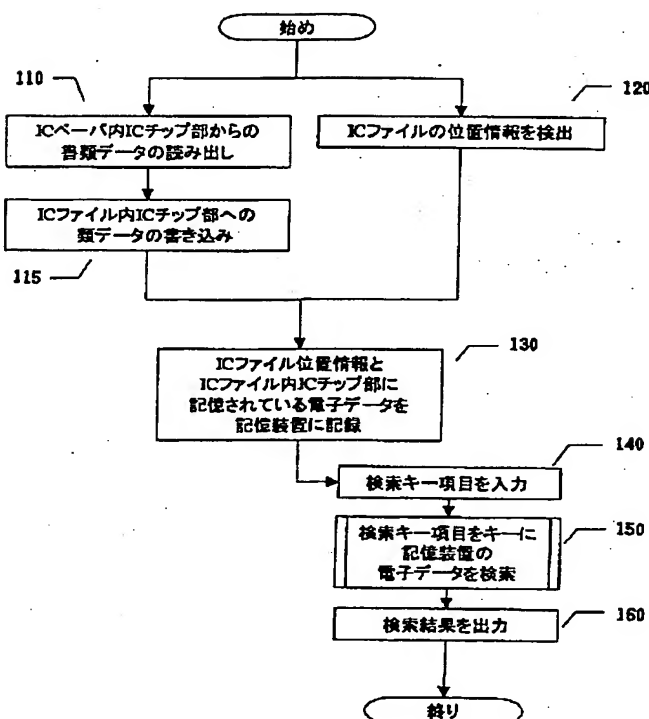 始め
110
120
ICペーパ内ICチップ部からの
書類データの読み出し
ICファイルの位置情報を検出
ICファイル内ICチップ部への
類データの書き込み
115
130
ICファイル位置情報と
ICファイル内ICチップ部に
記憶されている電子データを
記憶装置に記録
140
検索キー項目を入力
150
検索キー項目をキーに
記憶装置の
電子データを検索
160
検索結果を出力
終り